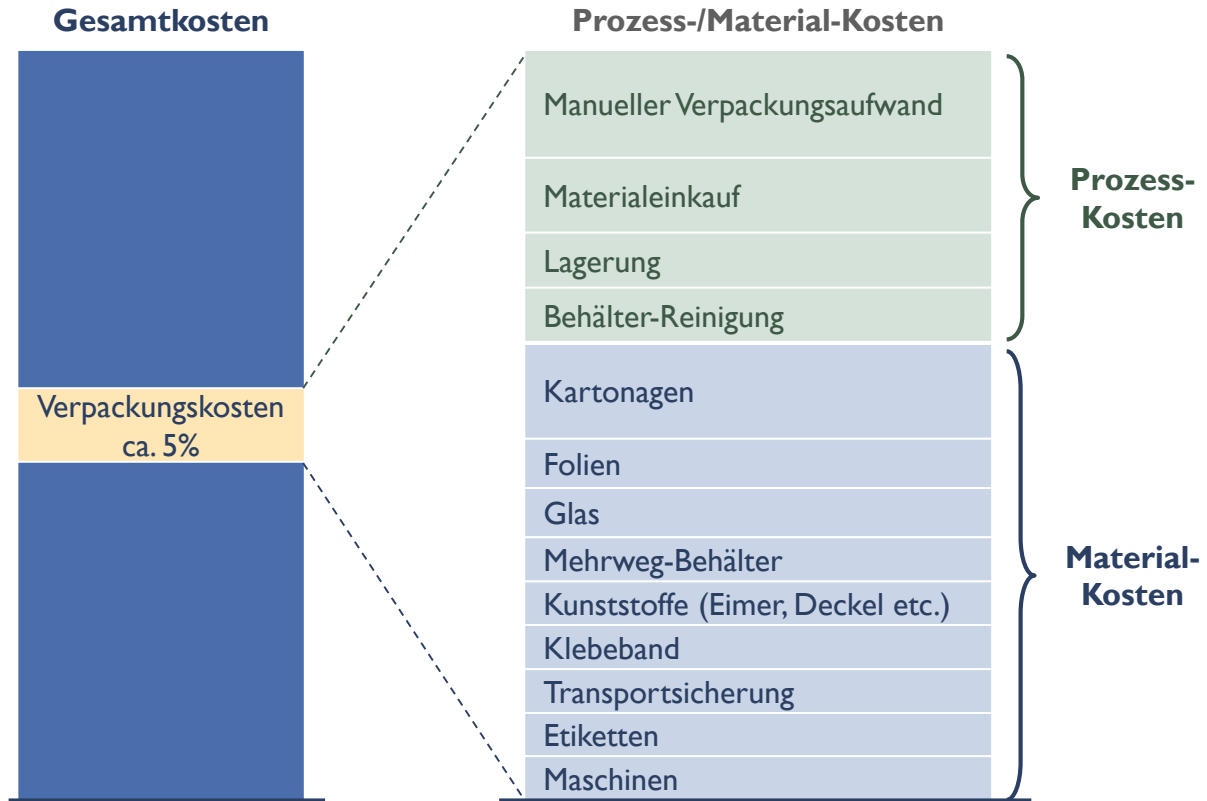 Gesamtkosten
Verpackungskosten
ca. 5%
Prozess-/Material-Kosten
Manueller Verpackungsaufwand
Materialeinkauf
Lagerung
Behälter-Reinigung
Kartonagen
Folien
Glas
Mehrweg-Behälter
Kunststoffe (Eimer, Deckel etc.)
Klebeband
Transportsicherung
Etiketten
Maschinen
Prozess-
Kosten
Material-
Kosten